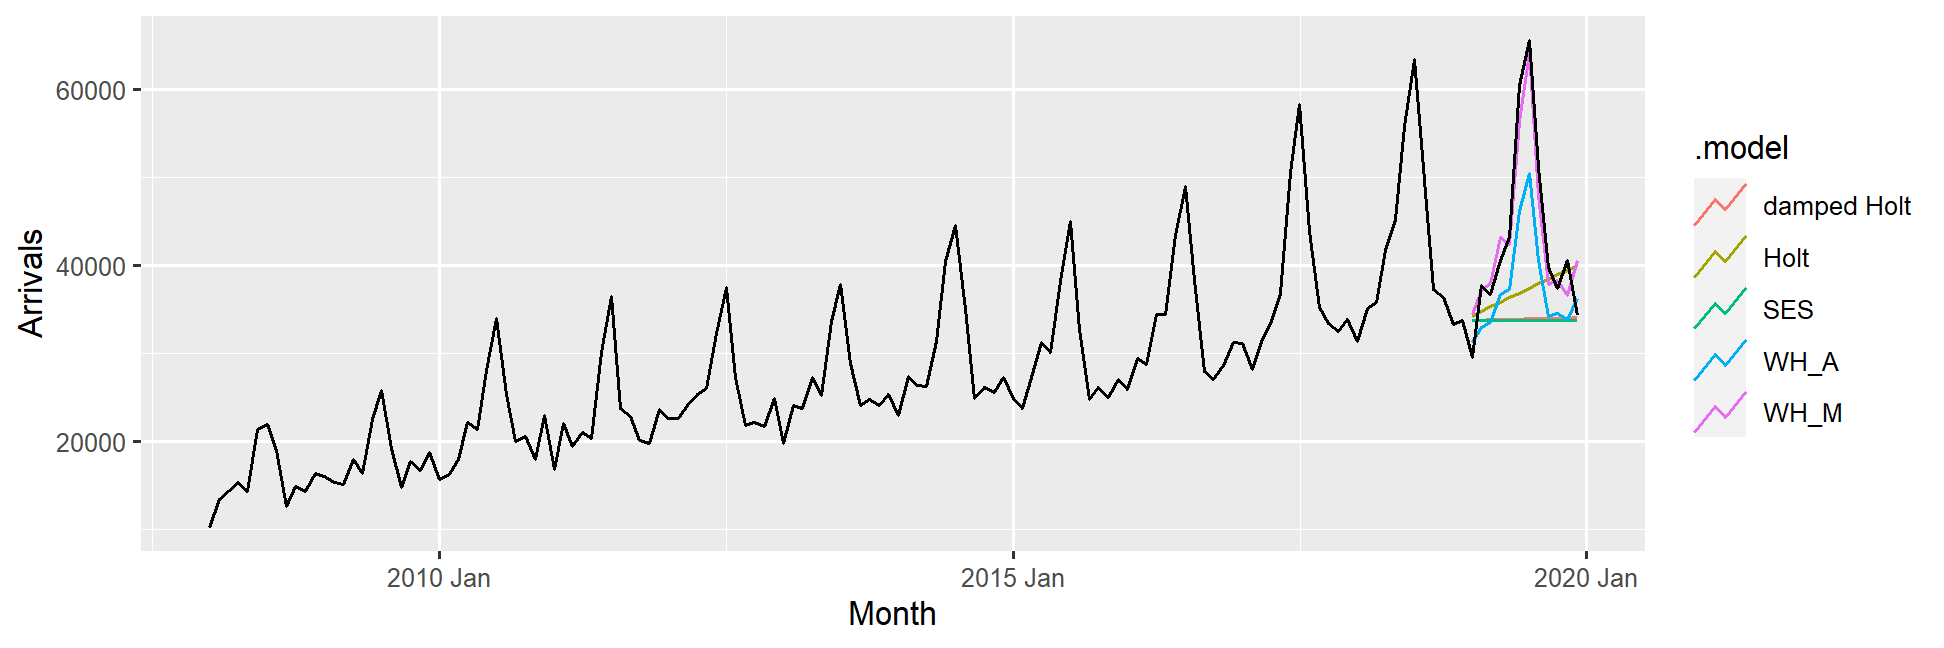 60000
40000
20000
Arrivals
2010 Jan
2015 Jan
2020 Jan
Month
.model
damped Holt
Holt
SES
WH_A
WH_M